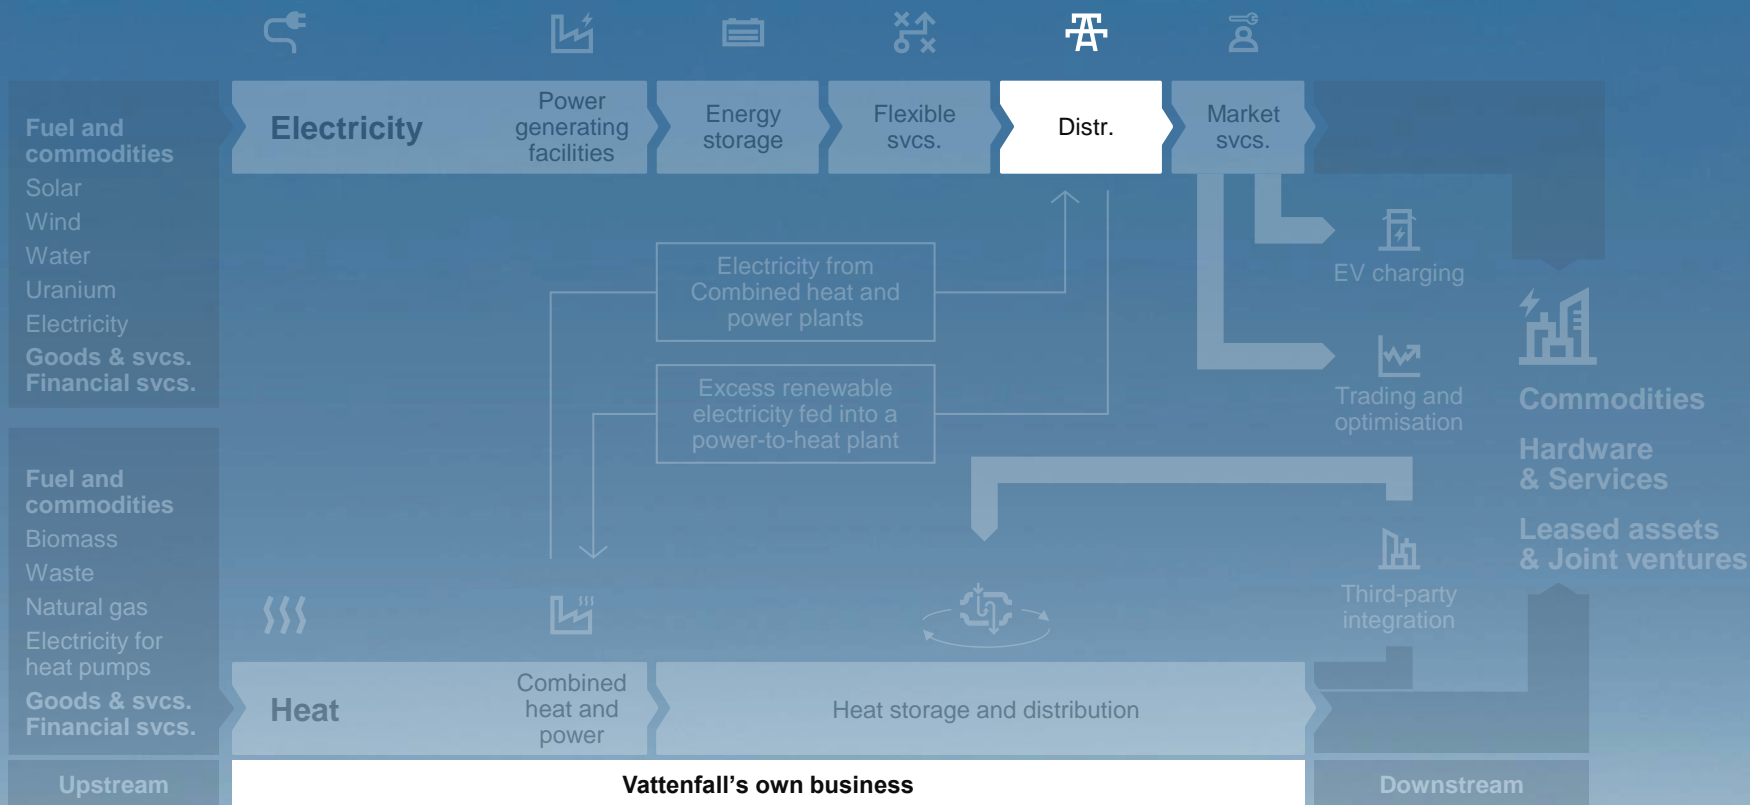 Fuel and
commodities
Solar
Wind
Water
Uranium
Electricity
Goods & svcs.
Financial svcs.
Electricity
Power
generating
facilities
Energy
storage
Flexible
svcs.
Distr.
Market
svcs.
Electricity from
Combined heat and
power plants
Excess renewable
electricity fed into a
power-to-heat plant
EV charging
Trading and
optimisation
Third-party
integration
Commodities
Hardware
& Services
Leased assets
& Joint ventures
Fuel and
commodities
Biomass
Waste
Natural gas
Electricity for
heat pumps
Goods & svcs.
Financial svcs.
Heat
Combined
heat and
power
Heat storage and distribution
Upstream
Vattenfall's own business
Downstream